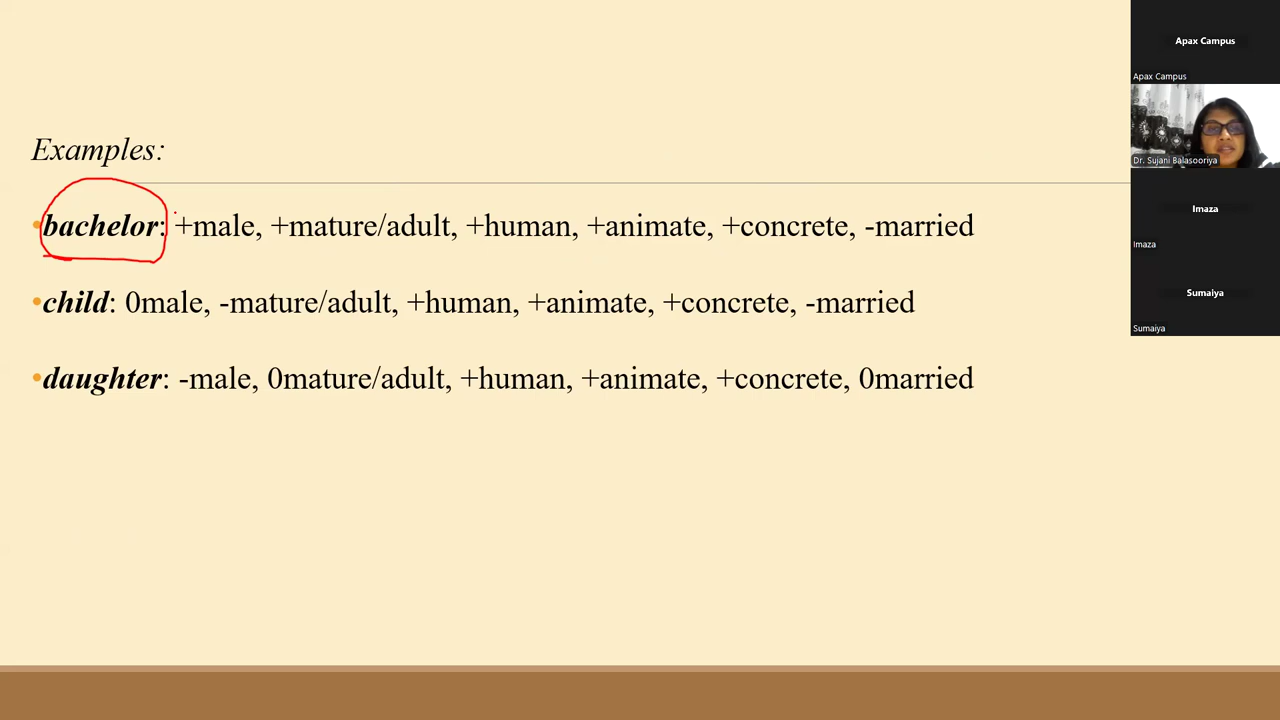 Examples:
•bachelor: +male, +mature/adult, +human, +animate, +concrete, -married
•child: 0male, -mature/adult, +human, +animate, +concrete, -married
•daughter: -male, 0mature/adult, +human, +animate, +concrete, 0married
Apax Campus
Apax Campus
Dr. Sujani Balasooriya
Imaza
Imaza
Sumaiya
Sumaiya